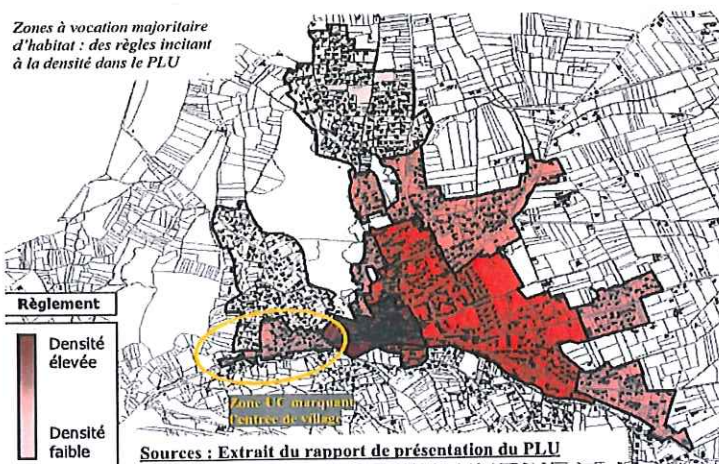 Zones à vocation majoritaire
d'habitat : des règles incitant
à la densité dans le PLU
Règlement
Densité
élevée
Densité
faible
Zone UC marquant
l'entrée de village
Sources : Extrait du rapport de présentation du PLU